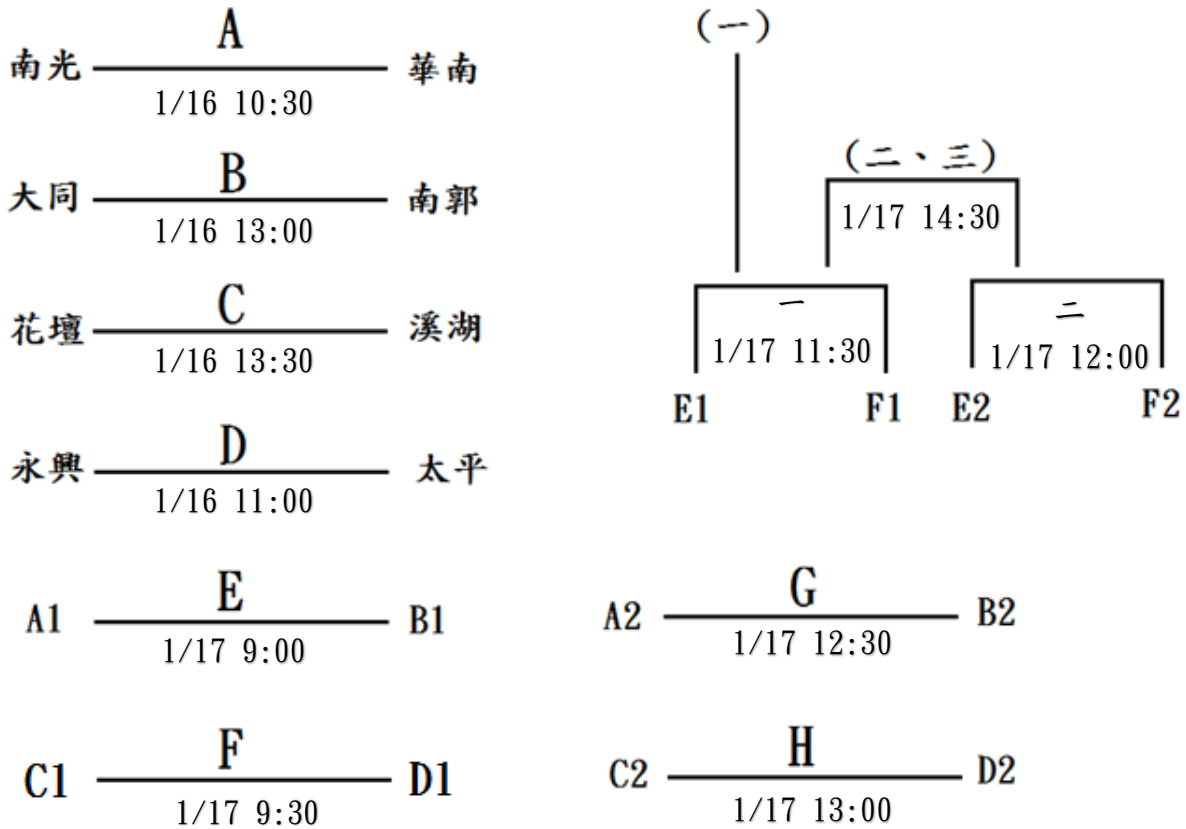 A
南光 華南
1/16 10:30
B
大同 南郭
1/16 13:00
C
花壇 溪湖
1/16 13:30
D
永興 太平
1/16 11:00
A1 E B1
1/17 9:00
C1 F D1
1/17 9:30
(一)
(二、三)
1/17 14:30
一
1/17 11:30
二
1/17 12:00
E1 F1 E2 F2
A2 G B2
1/17 12:30
C2 H D2
1/17 13:00